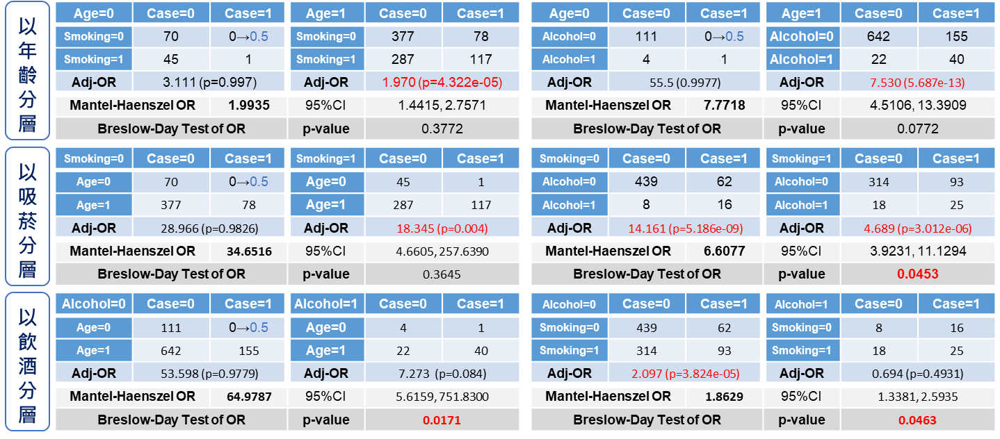 以年齡分層
Age=0 Case=0 Case=1 Age=1 Case=0 Case=1
Smoking=0 70 0→0.5 Smoking=0 377 78
Smoking=1 45 1 Smoking=1 287 117
Adj-OR 3.111 (p=0.997) Adj-OR 1.970 (p=4.322e-05)
Mantel-Haenszel OR 1.9935 95%CI 1.4415, 2.7571
Breslow-Day Test of OR p-value 0.3772
Age=0 Case=0 Case=1 Age=1 Case=0 Case=1
Alcohol=0 111 0→0.5 Alcohol=0 642 155
Alcohol=1 4 1 Alcohol=1 22 40
Adj-OR 55.5 (0.9977) Adj-OR 7.530 (5.687e-13)
Mantel-Haenszel OR 7.7718 95%CI 4.5106, 13.3909
Breslow-Day Test of OR p-value 0.0772
以吸菸分層
Smoking=0 Case=0 Case=1 Smoking=1 Case=0 Case=1
Age=0 70 0→0.5 Age=0 45 1
Age=1 377 78 Age=1 287 117
Adj-OR 28.966 (p=0.9826) Adj-OR 18.345 (p=0.004)
Mantel-Haenszel OR 34.6516 95%CI 4.6605, 257.6390
Breslow-Day Test of OR p-value 0.3645
Smoking=0 Case=0 Case=1 Smoking=1 Case=0 Case=1
Alcohol=0 439 62 Alcohol=0 314 93
Alcohol=1 8 16 Alcohol=1 18 25
Adj-OR 14.161 (p=5.186e-09) Adj-OR 4.689 (p=3.012e-06)
Mantel-Haenszel OR 6.6077 95%CI 3.9231, 11.1294
Breslow-Day Test of OR p-value 0.0453
以飲酒分層
Alcohol=0 Case=0 Case=1 Alcohol=1 Case=0 Case=1
Age=0 111 0→0.5 Age=0 4 1
Age=1 642 155 Age=1 22 40
Adj-OR 53.598 (p=0.9779) Adj-OR 7.273 (p=0.084)
Mantel-Haenszel OR 64.9787 95%CI 5.6159, 751.8300
Breslow-Day Test of OR p-value 0.0171
Alcohol=0 Case=0 Case=1 Alcohol=1 Case=0 Case=1
Smoking=0 439 62 Smoking=0 8 16
Smoking=1 314 93 Smoking=1 18 25
Adj-OR 2.097 (p=3.824e-05) Adj-OR 0.694 (p=0.4931)
Mantel-Haenszel OR 1.8629 95%CI 1.3381, 2.5935
Breslow-Day Test of OR p-value 0.0463